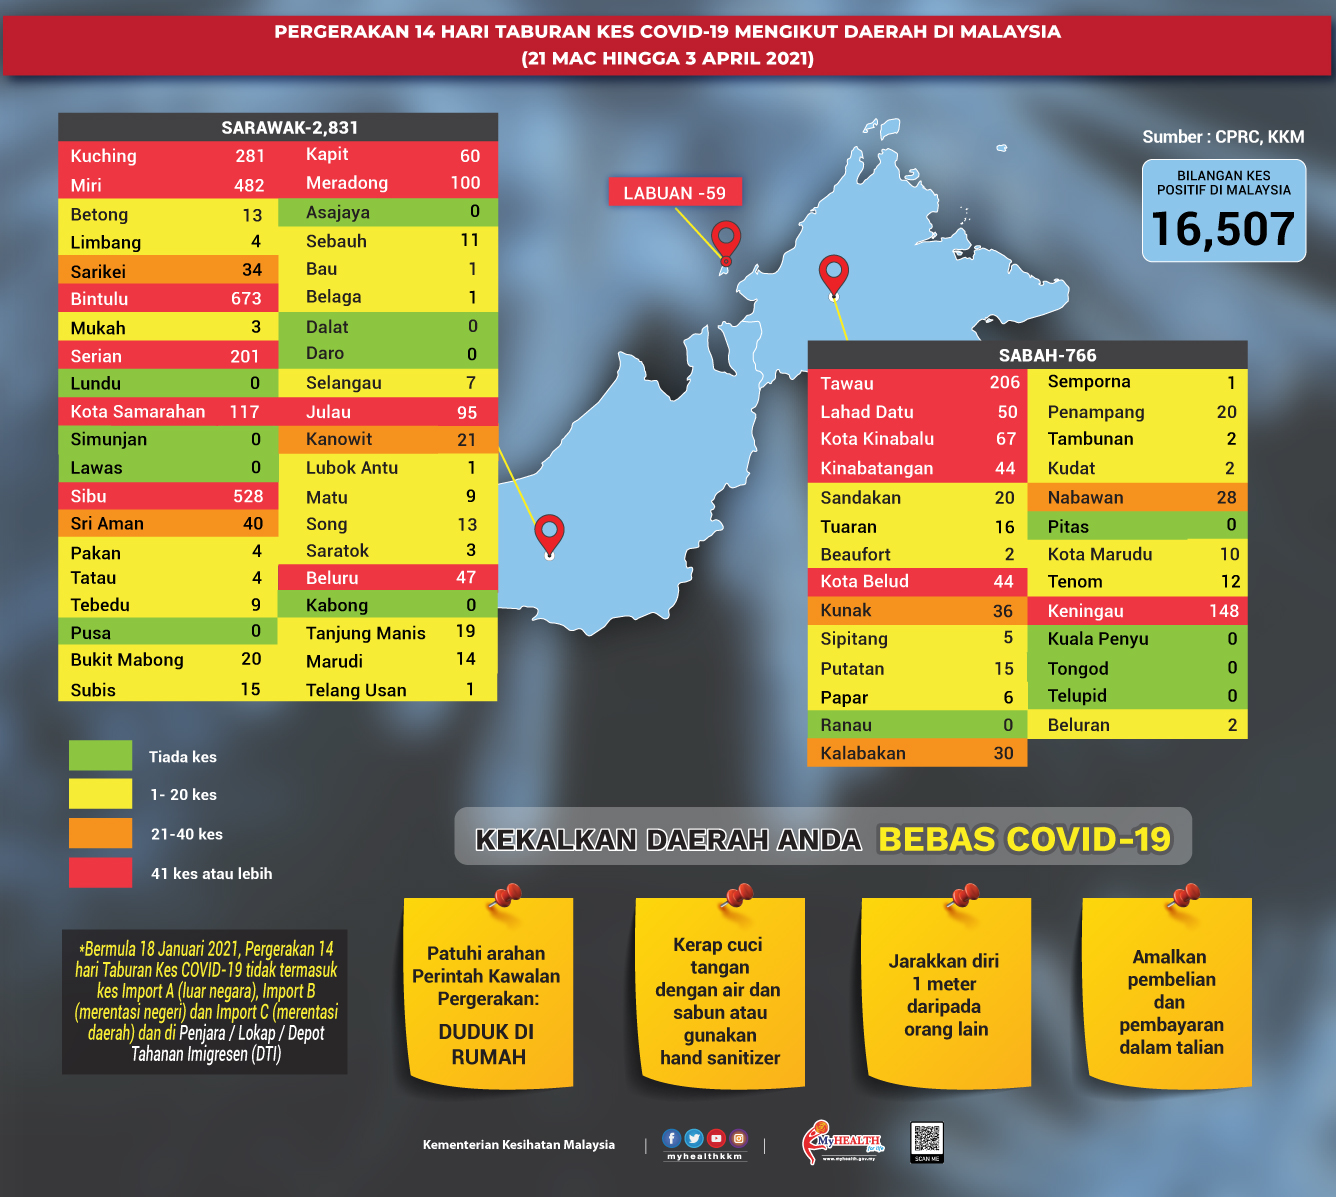 PERGERAKAN 14 HARI TABURAN KES COVID-19 MENGIKUT DAERAH DI MALAYSIA
(21 MAC HINGGA 3 APRIL 2021)
Sumber : CPRC, KKM
BILANGAN KES
POSITIF DI MALAYSIA
16,507
LABUAN -59
SARAWAK-2,831
Kuching 281
Miri 482
Betong 13
Limbang 4
Sarikei 34
Bintulu 673
Mukah 3
Serian 201
Lundu 0
Kota Samarahan 117
Simunjan 0
Lawas 0
Sibu 528
Sri Aman 40
Pakan 4
Tatau 4
Tebedu 9
Pusa 0
Bukit Mabong 20
Subis 15
Kapit 60
Meradong 100
Asajaya 0
Sebauh 11
Bau 1
Belaga 1
Dalat 0
Daro 0
Selangau 7
Julau 95
Kanowit 21
Lubok Antu 1
Matu 9
Song 13
Saratok 3
Beluru 47
Kabong 0
Tanjung Manis 19
Marudi 14
Telang Usan 1
SABAH-766
Tawau 206
Lahad Datu 50
Kota Kinabalu 67
Kinabatangan 44
Sandakan 20
Tuaran 16
Beaufort 2
Kota Belud 44
Kunak 36
Sipitang 5
Putatan 15
Papar 6
Ranau 0
Kalabakan 30
Semporna 1
Penampang 20
Tambunan 2
Kudat 2
Nabawan 28
Pitas 0
Kota Marudu 10
Tenom 12
Keningau 148
Kuala Penyu 0
Tongod 0
Telupid 0
Beluran 2
Tiada kes
1- 20 kes
21-40 kes
41 kes atau lebih
*Bermula 18 Januari 2021, Pergerakan 14
hari Taburan Kes COVID-19 tidak termasuk
kes Import A (luar negara), Import B
(merentasi negeri) dan Import C (merentasi
daerah) dan di Penjara / Lokap / Depot
Tahanan Imigresen (DTI)
KEKALKAN DAERAH ANDA BEBAS COVID-19
Patuhi arahan
Perintah Kawalan
Pergerakan:
DUDUK DI
RUMAH
Kerap cuci
tangan
dengan air dan
sabun atau
gunakan
hand sanitizer
Jarakkan diri
1 meter
daripada
orang lain
Amalkan
pembelian
dan
pembayaran
dalam talian
Kementerian Kesihatan Malaysia
myhealthkkm
MyHEALTH
for life
www.myhealth.gov.my
SCAN ME